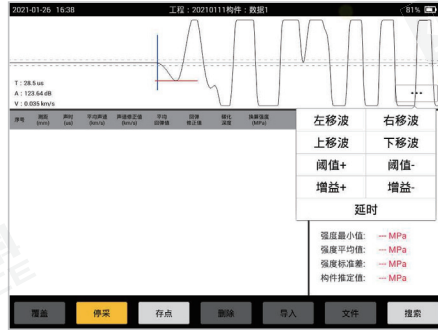 2021-01-26 16:38 工程：20210111构件：数据1 81%
T : 28.5 us
A : 123.64 dB
V : 0.035 km/s
...
序号 测距(mm) 声时(us) 平均声速(km/s) 声速修正值(km/s) 平均回弹值 回弹修正值 碳化深度 换算强度(MPa)
左移波 右移波
上移波 下移波
阈值+ 阈值-
增益+ 增益-
延时
强度最小值: --- MPa
强度平均值: --- MPa
强度标准差: --- MPa
构件推定值: --- MPa
覆盖 停采 存点 删除 导入 文件 搜索